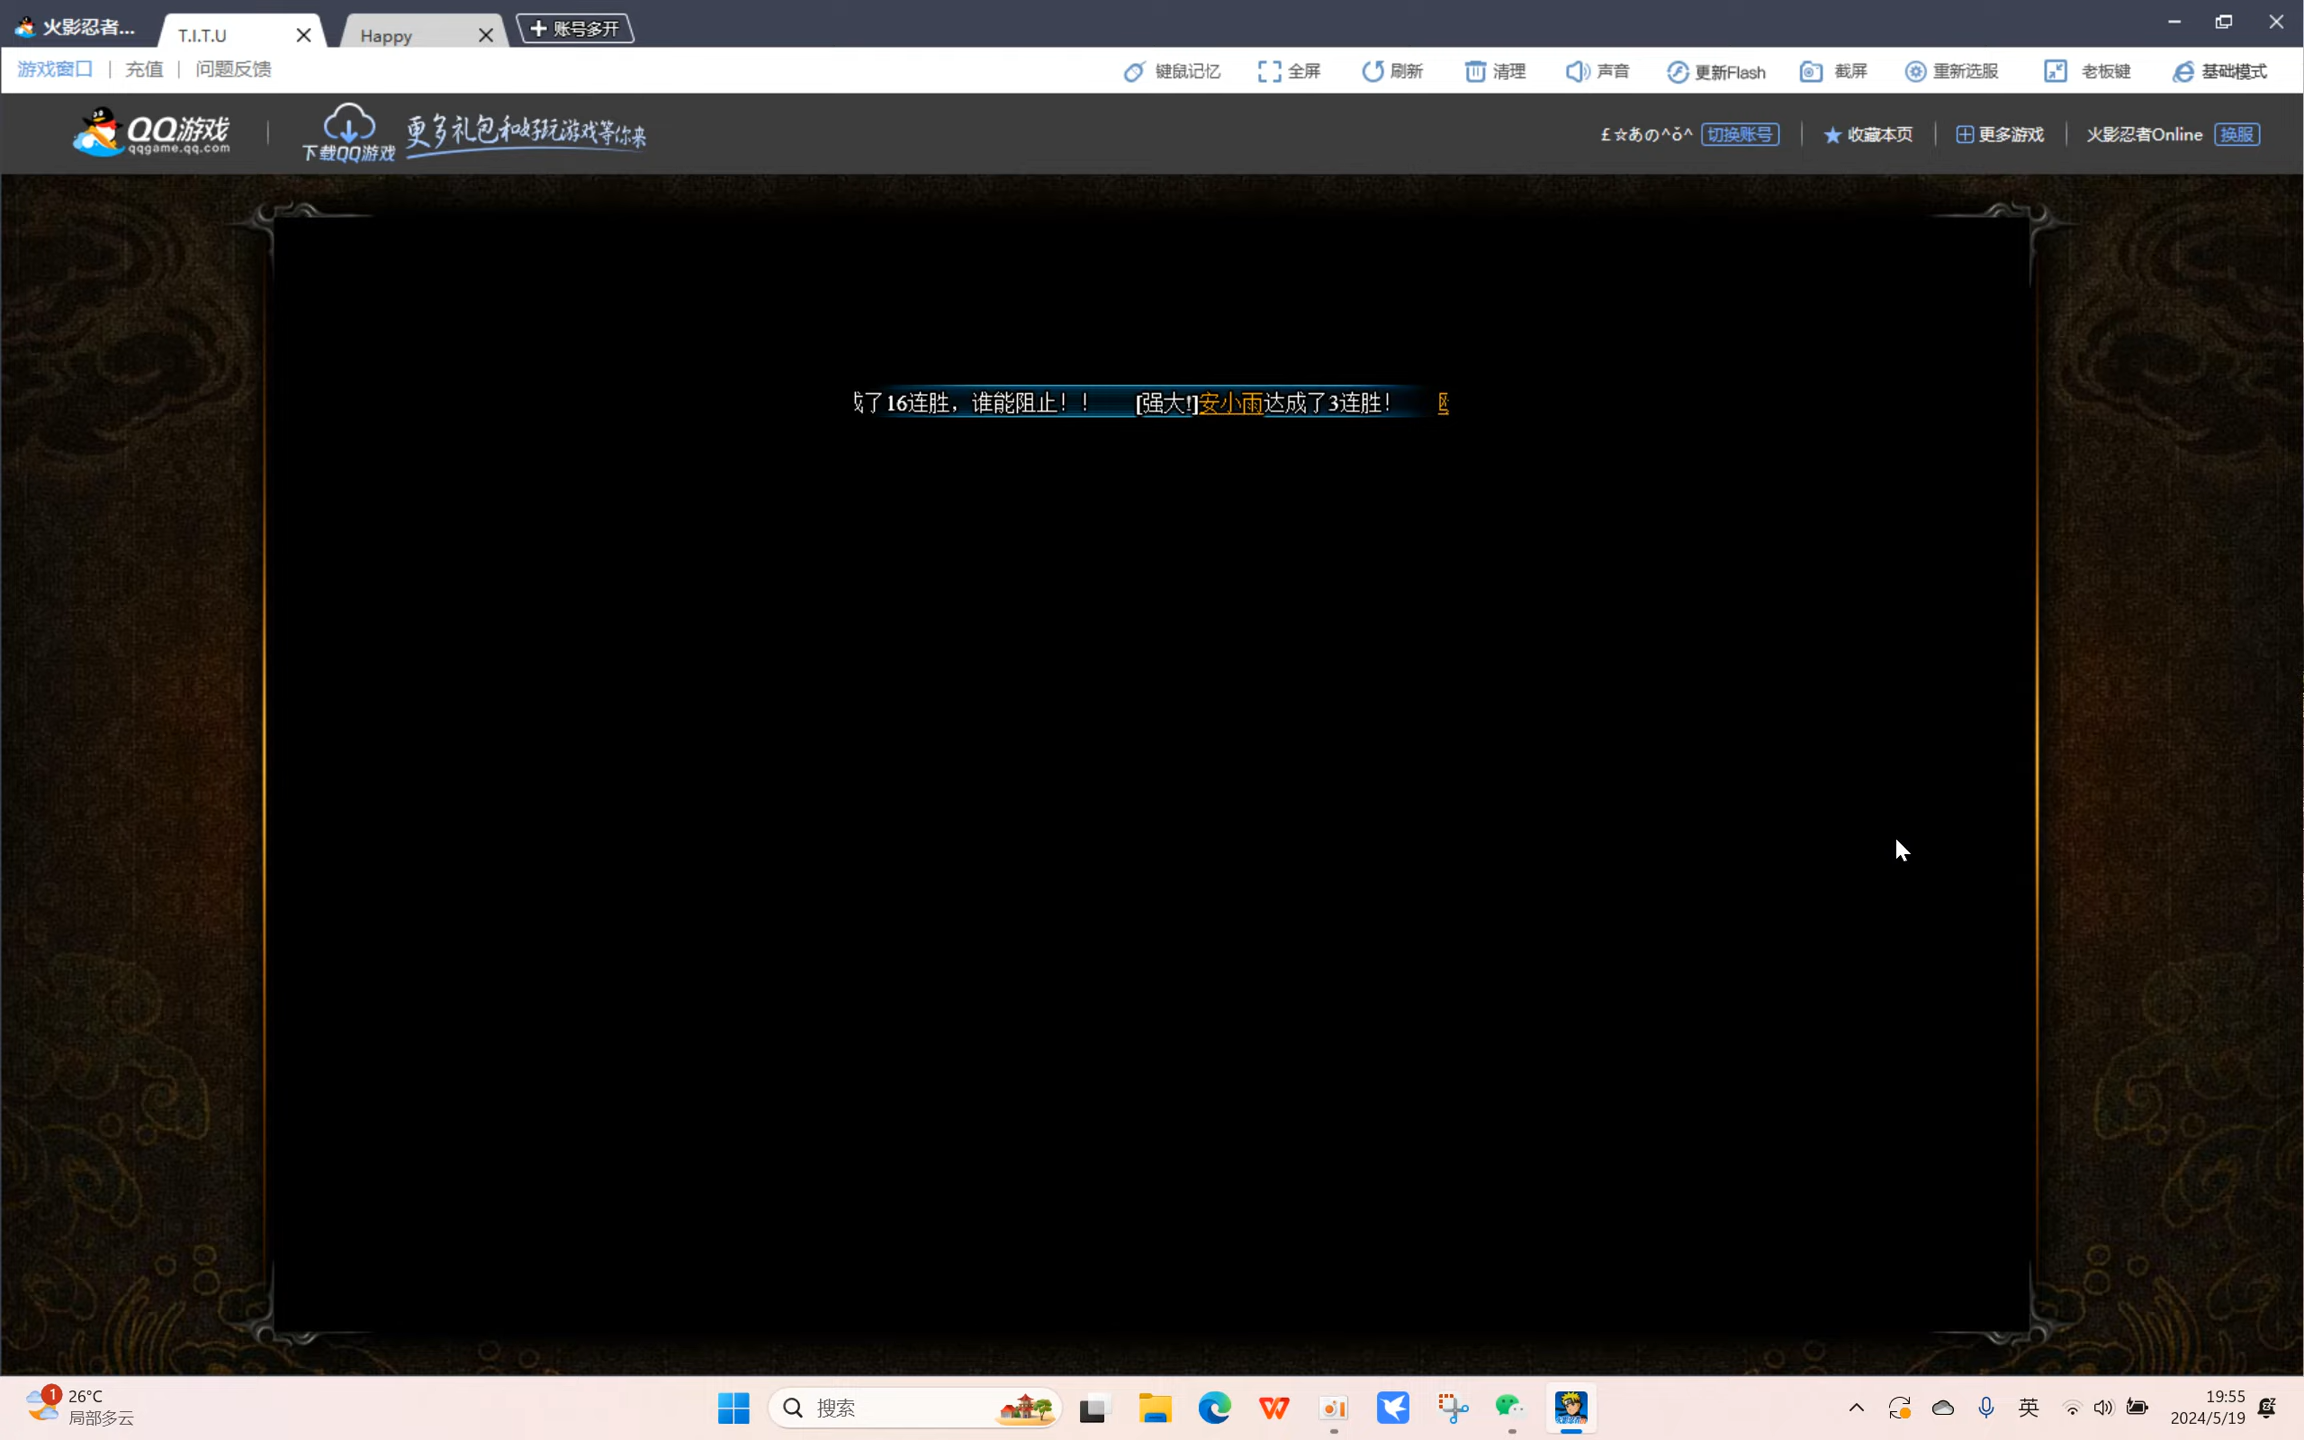 火影忍者...
T.I.T.U
Happy
账号多开
游戏窗口 充值 问题反馈
键鼠记忆 全屏 刷新 清理 声音 更新Flash 截屏 重新选服 老板键 基础模式
QQ游戏
qqgame.qq.com
下载QQ游戏
更多礼包和好玩游戏等你来
£☆あの^ǒ^ 切换账号 收藏本页 更多游戏 火影忍者Online 换服
了16连胜，谁能阻止！！ [强大!]安小雨达成了3连胜！
1
26°C
局部多云
搜索
英
19:55
2024/5/19